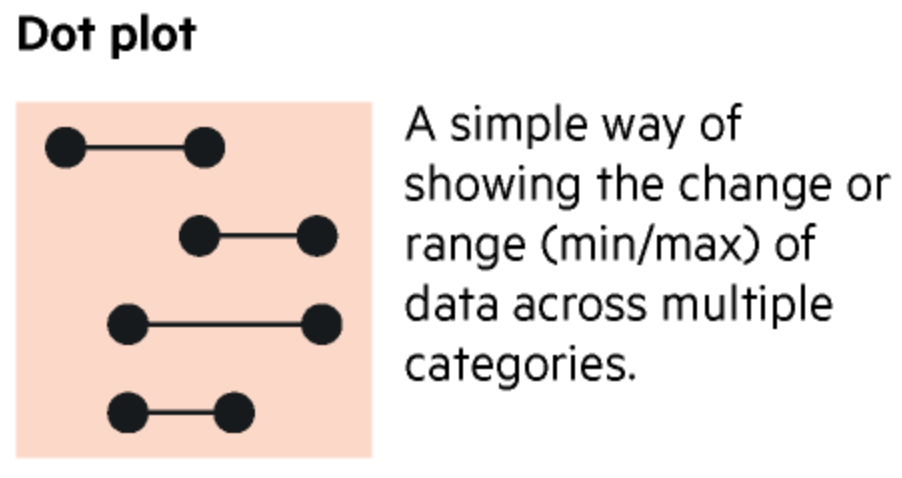 Dot plot
A simple way of
showing the change or
range (min/max) of
data across multiple
categories.